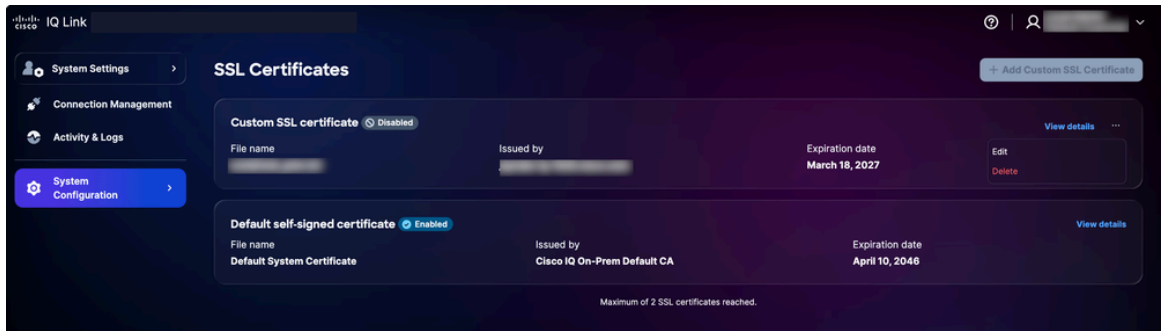 cisco IQ Link
System Settings
Connection Management
Activity & Logs
System
Configuration
SSL Certificates
+ Add Custom SSL Certificate
Custom SSL certificate Disabled
View details ...
File name Issued by Expiration date
March 18, 2027
Edit
Delete
Default self-signed certificate Enabled
View details
File name Issued by Expiration date
Default System Certificate Cisco IQ On-Prem Default CA April 10, 2046
Maximum of 2 SSL certificates reached.